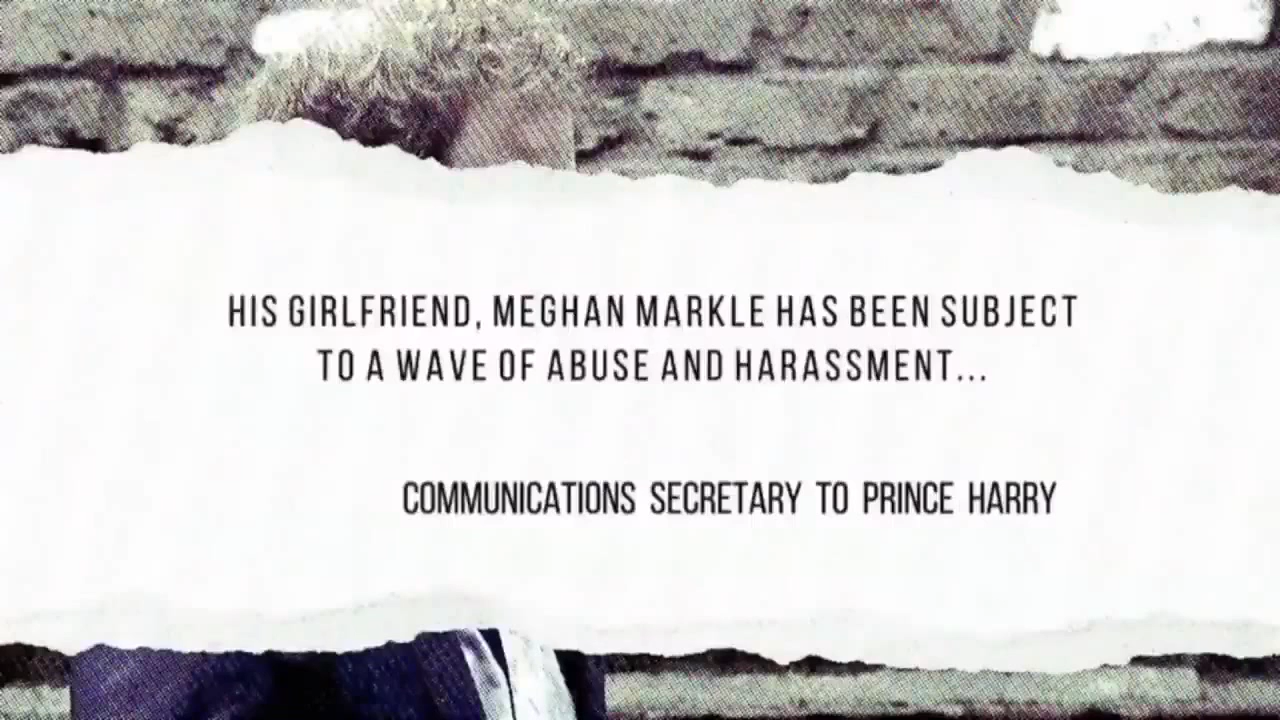 HIS GIRLFRIEND, MEGHAN MARKLE HAS BEEN SUBJECT
TO A WAVE OF ABUSE AND HARASSMENT...
COMMUNICATIONS SECRETARY TO PRINCE HARRY